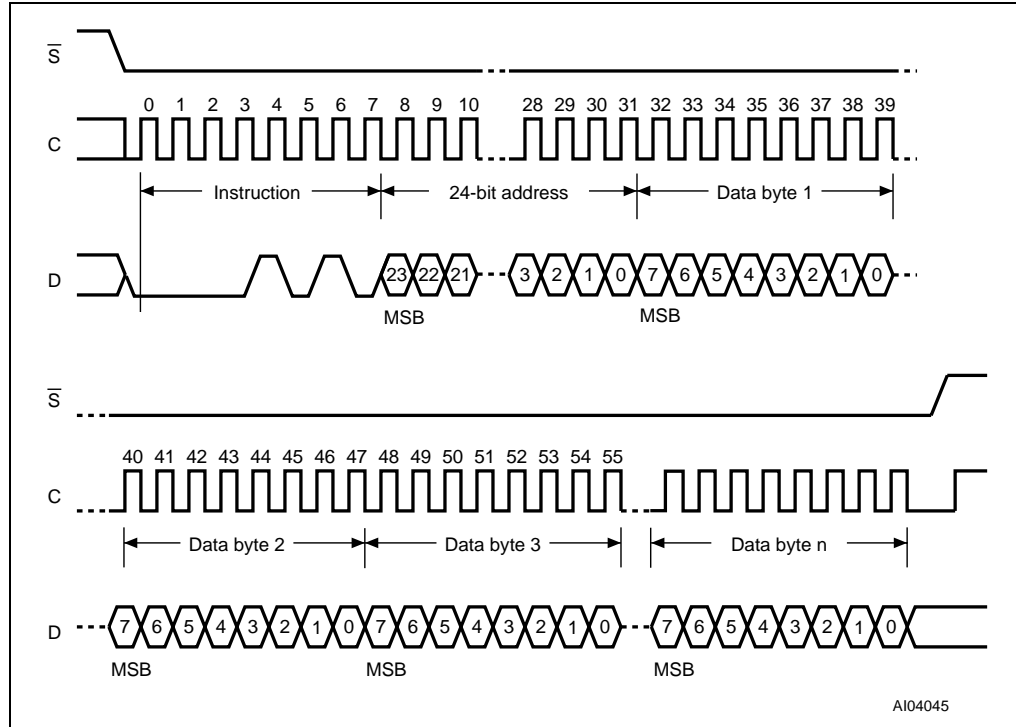 S
0 1 2 3 4 5 6 7 8 9 10 28 29 30 31 32 33 34 35 36 37 38 39
C
Instruction 24-bit address Data byte 1
D 23 22 21 3 2 1 0 7 6 5 4 3 2 1 0
MSB MSB
S
40 41 42 43 44 45 46 47 48 49 50 51 52 53 54 55
C
Data byte 2 Data byte 3 Data byte n
D 7 6 5 4 3 2 1 0 7 6 5 4 3 2 1 0 7 6 5 4 3 2 1 0
MSB MSB MSB
AI04045